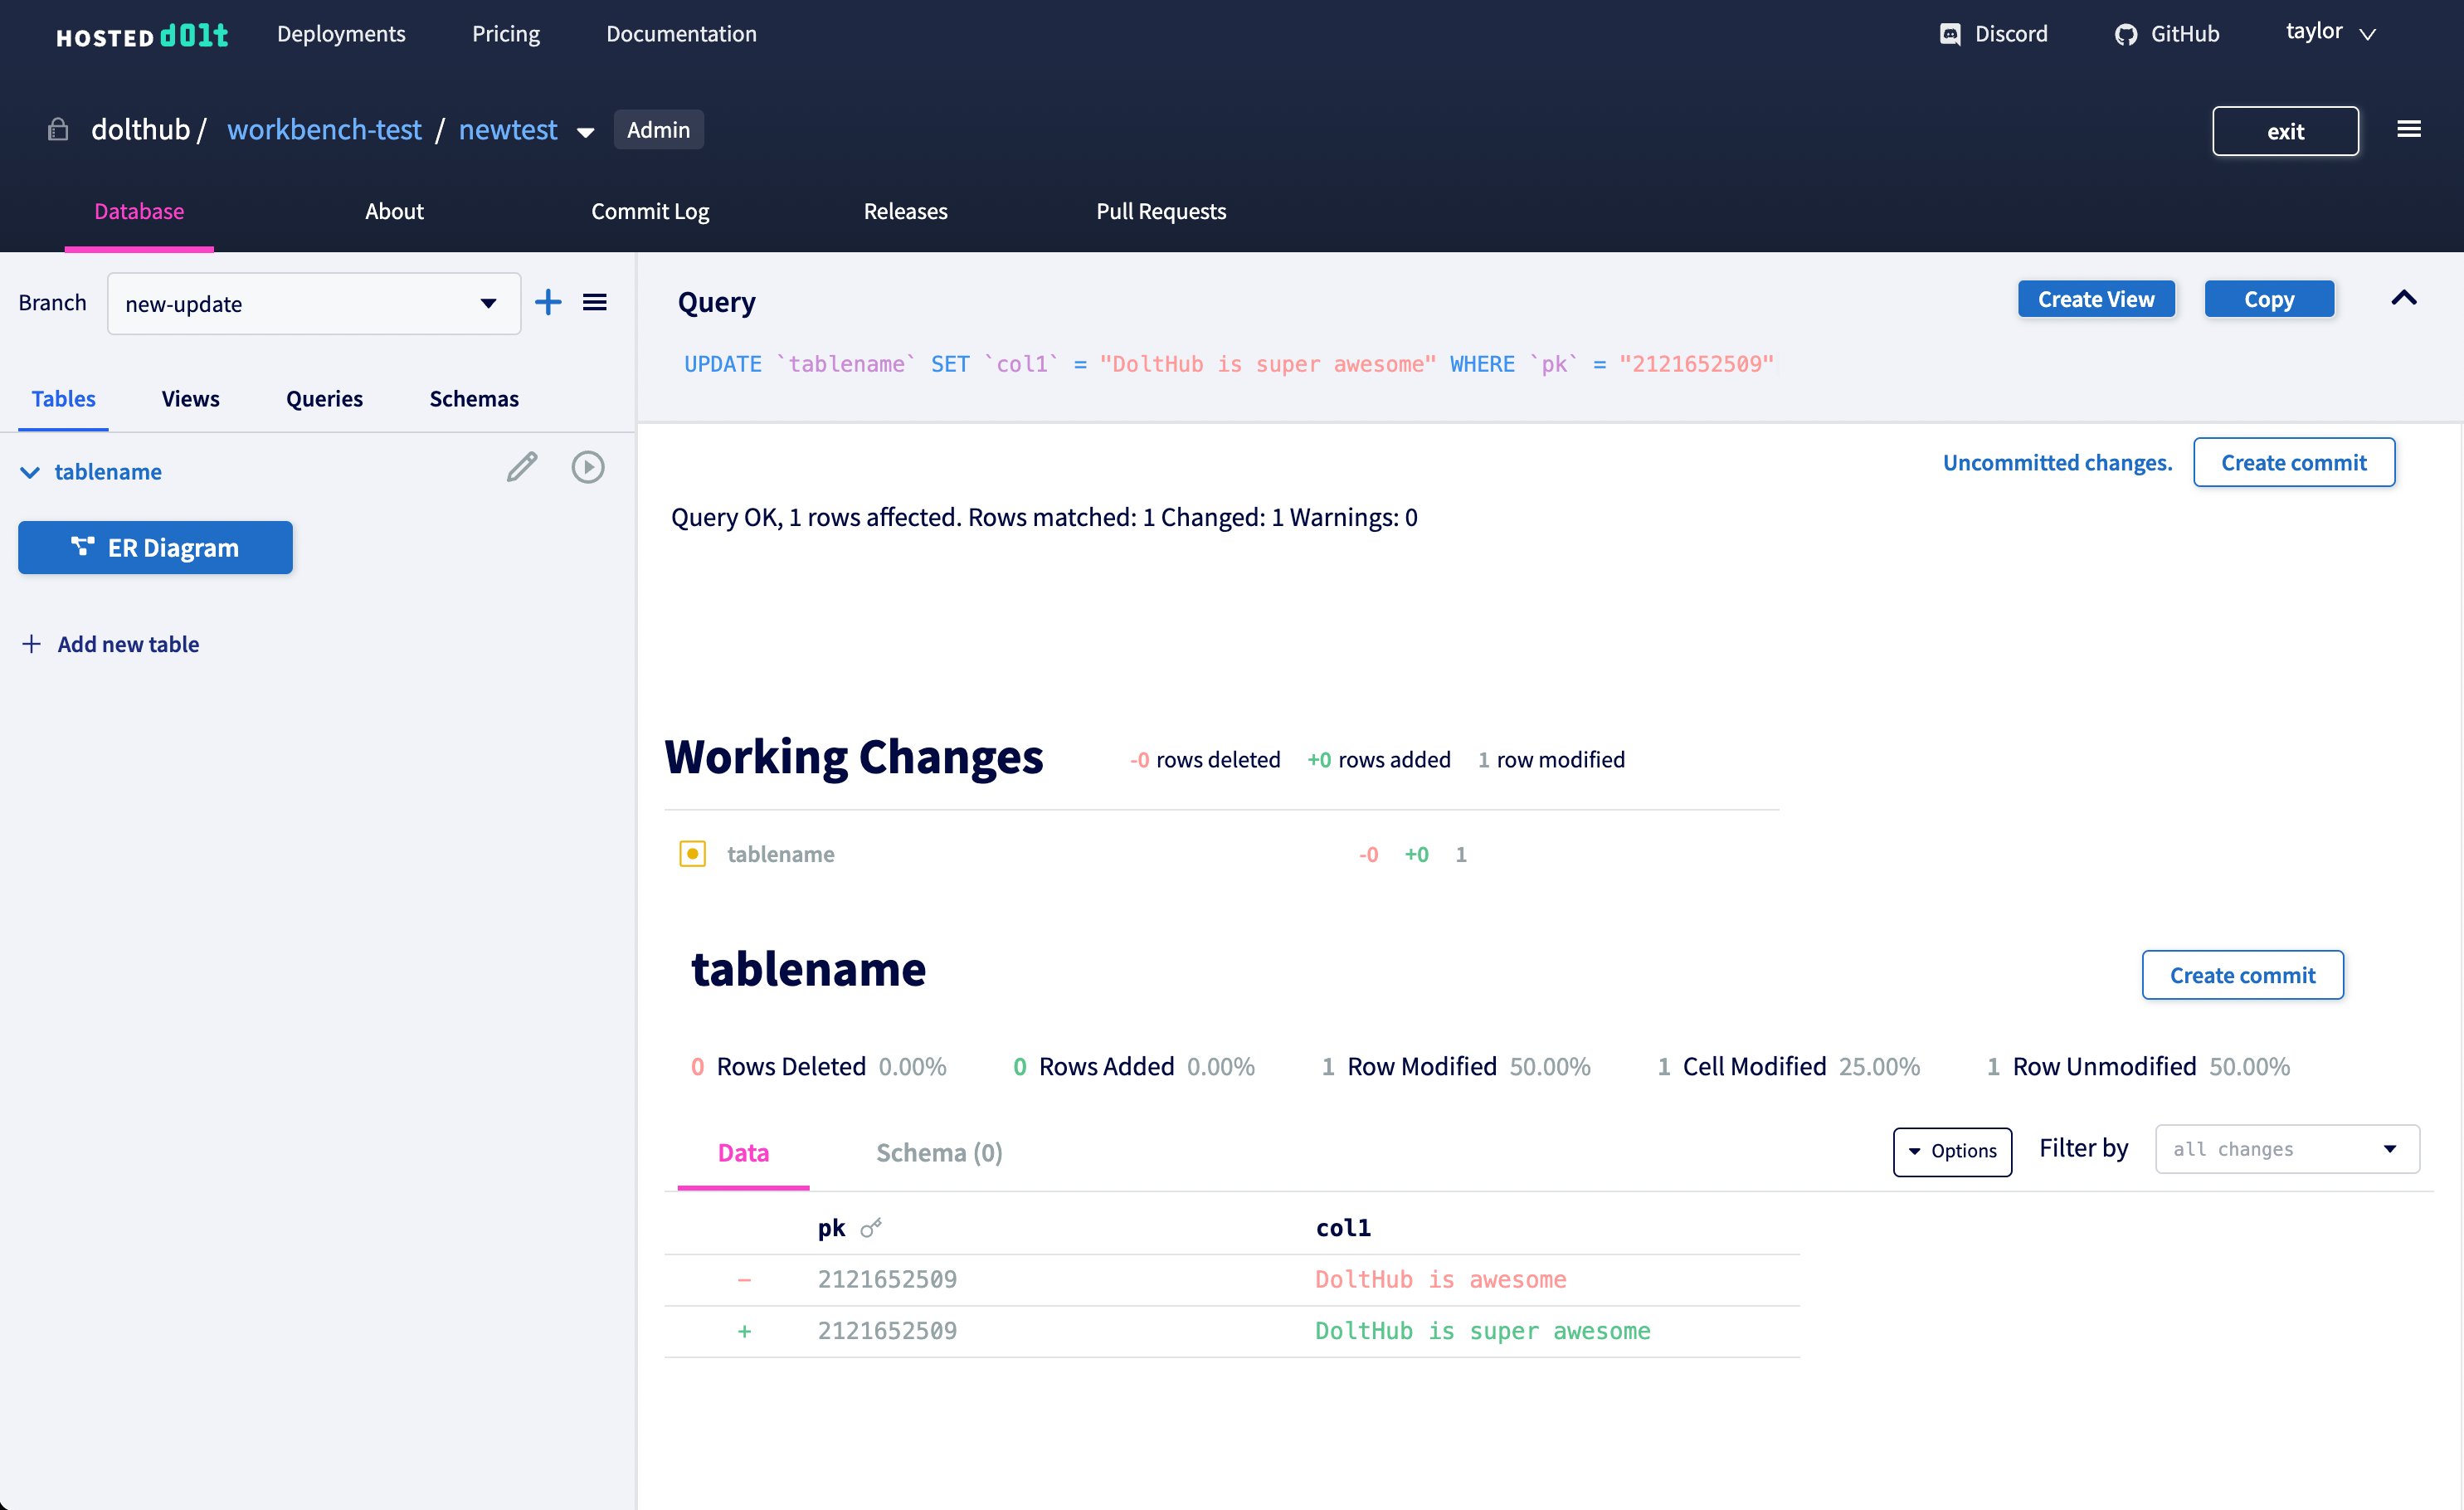 HOSTED dolt Deployments Pricing Documentation Discord GitHub taylor
dolthub / workbench-test / newtest Admin exit
Database About Commit Log Releases Pull Requests
Branch new-update
Tables Views Queries Schemas
tablename
ER Diagram
Add new table
Query Create View Copy
UPDATE `tablename` SET `col1` = "DoltHub is super awesome" WHERE `pk` = "2121652509"
Uncommitted changes. Create commit
Query OK, 1 rows affected. Rows matched: 1 Changed: 1 Warnings: 0
Working Changes -0 rows deleted +0 rows added 1 row modified
tablename -0 +0 1
tablename Create commit
0 Rows Deleted 0.00% 0 Rows Added 0.00% 1 Row Modified 50.00% 1 Cell Modified 25.00% 1 Row Unmodified 50.00%
Data Schema (0) Options Filter by all changes
pk col1
- 2121652509 DoltHub is awesome
+ 2121652509 DoltHub is super awesome